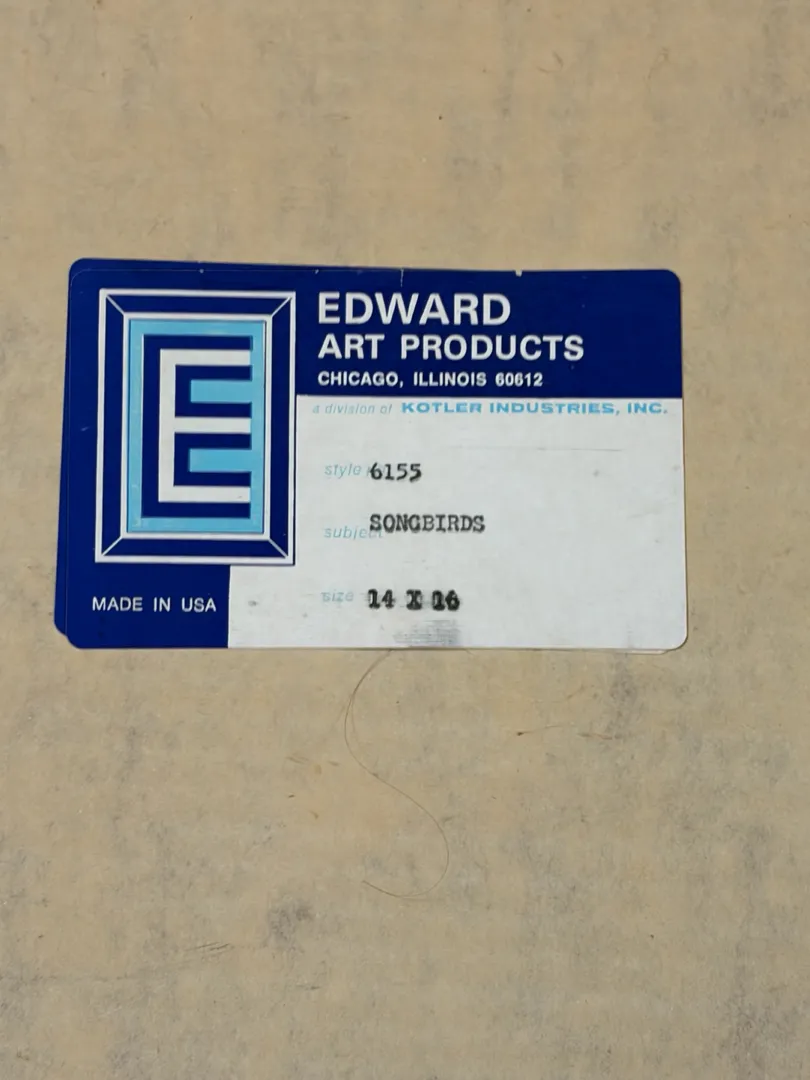 E
EDWARD
ART PRODUCTS
CHICAGO, ILLINOIS 60612
a division of KOTLER INDUSTRIES, INC.
style 6155
subject SONGBIRDS
size 14 X 16
MADE IN USA